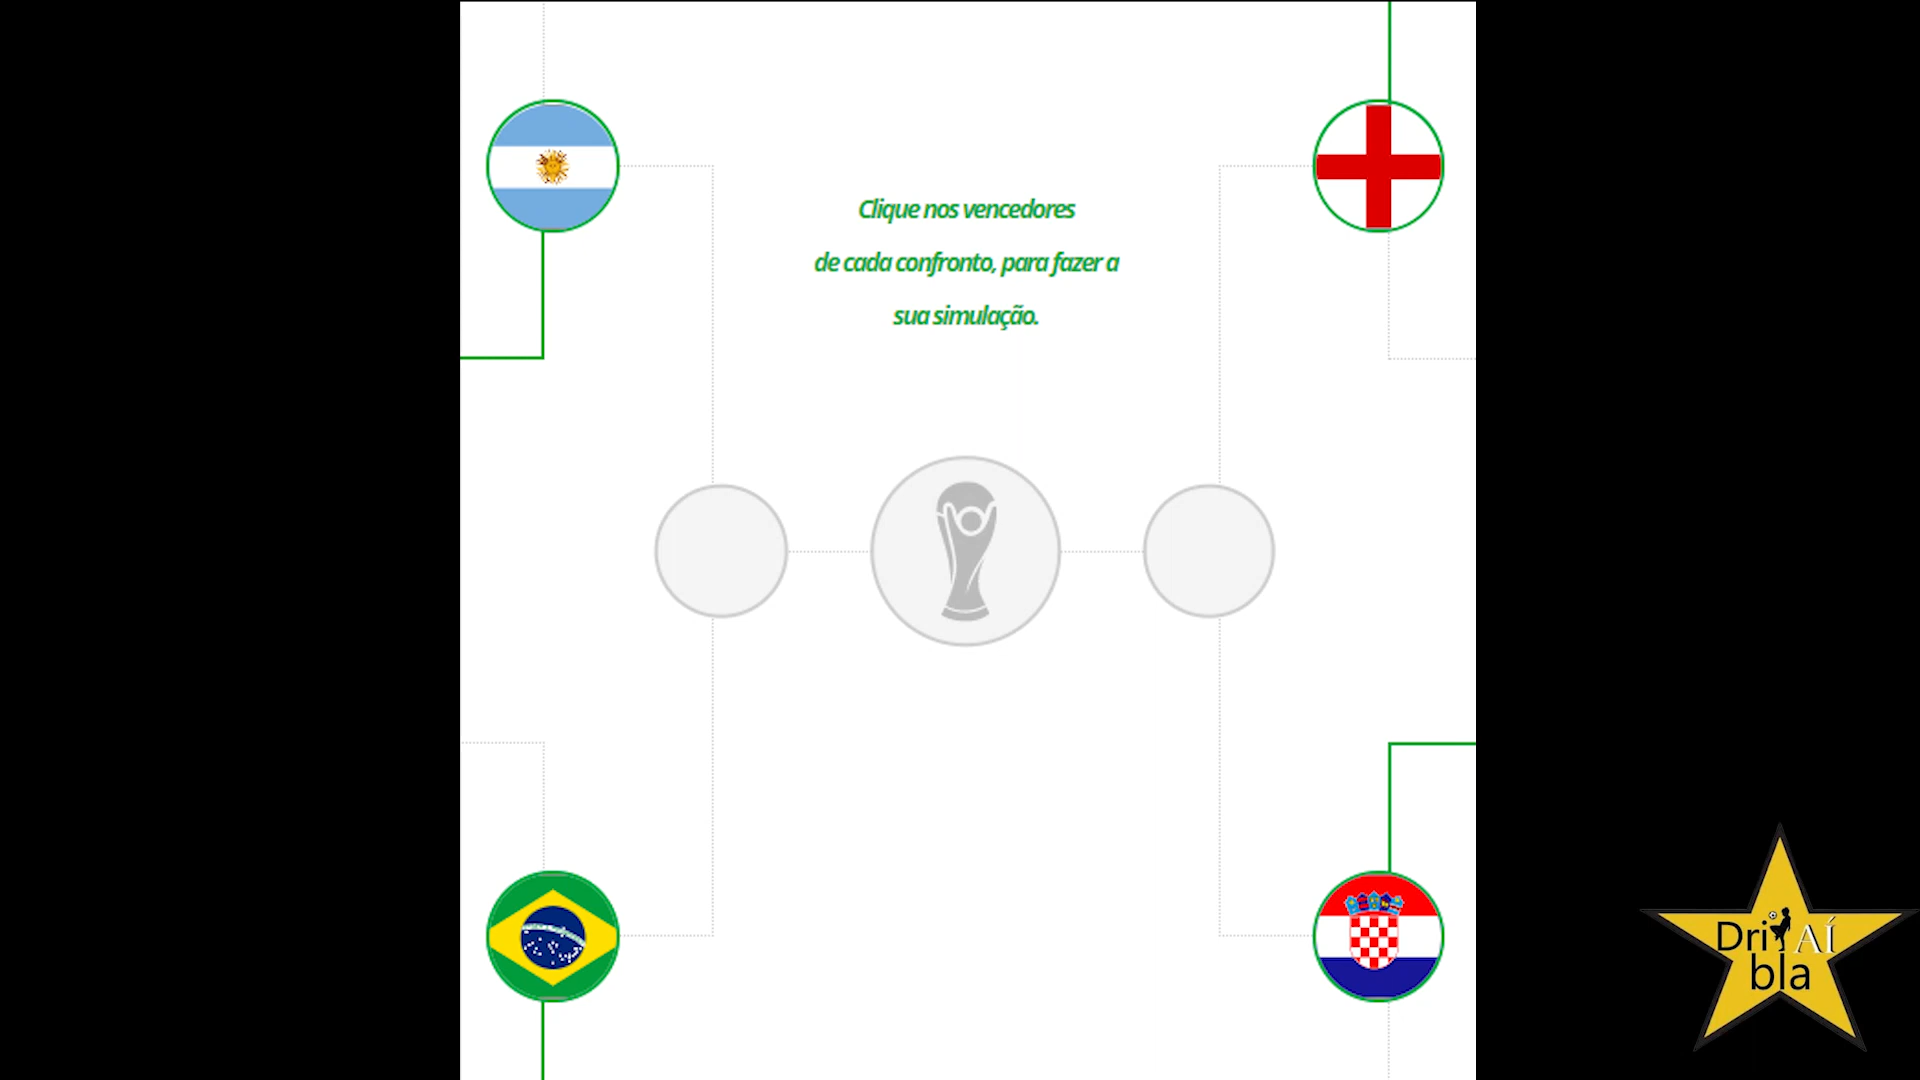 Clique nos vencedores
de cada confronto, para fazer a
sua simulação.
Dri AÍ
bla